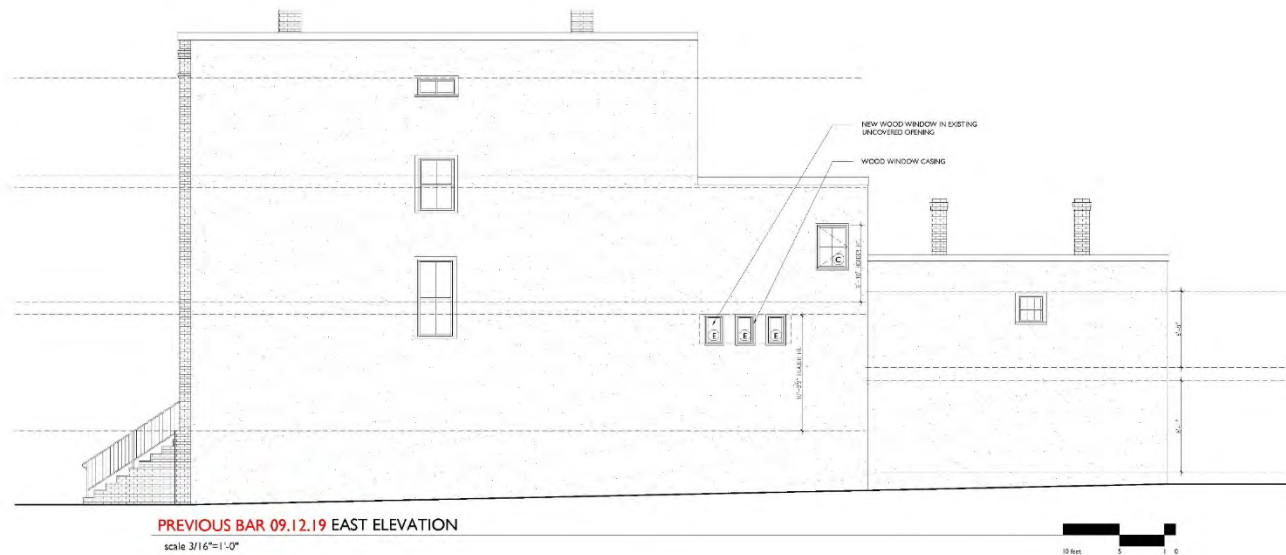 NEW WOOD WINDOW IN EXISTING
UNCOVERED OPENING
WOOD WINDOW CASING
C
E E E
PREVIOUS BAR 09.12.19 EAST ELEVATION
scale 3/16"=1'-0"
10 feet 5 1 0